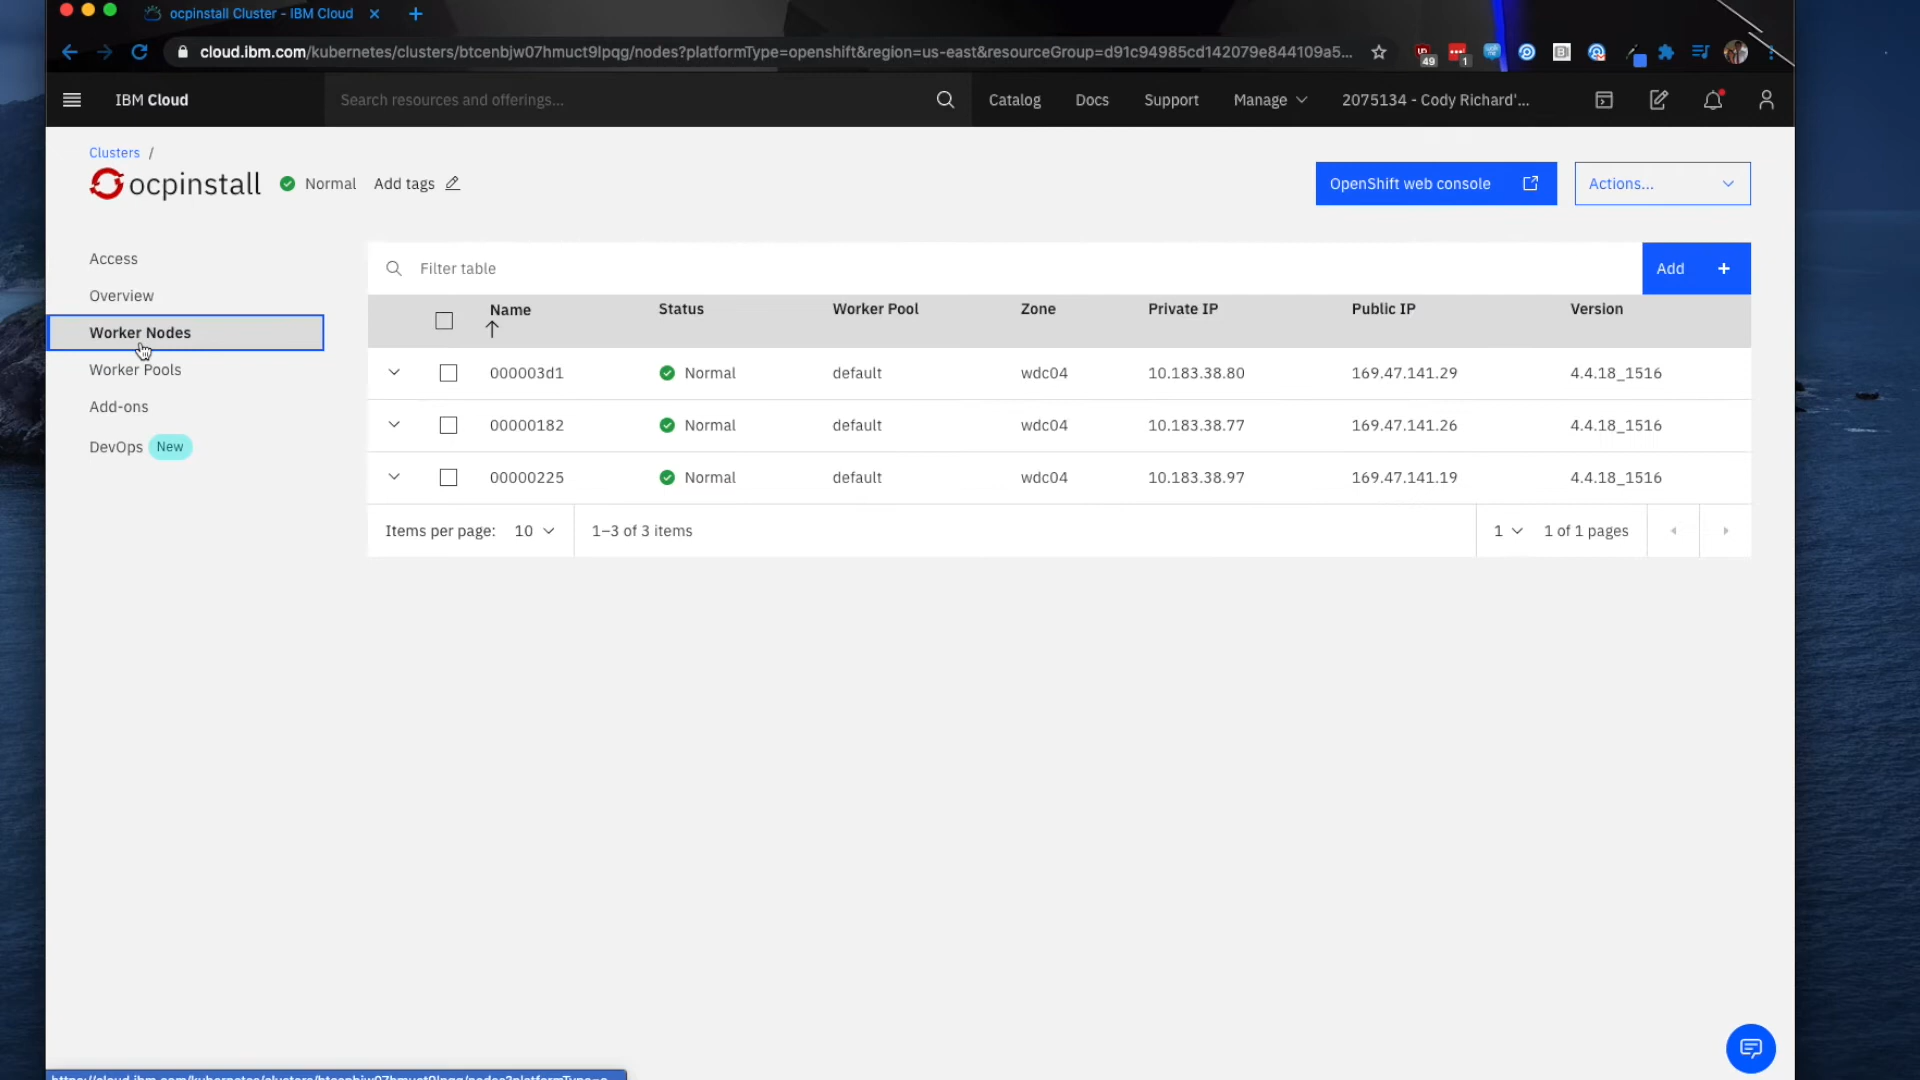 ocpinstall Cluster - IBM Cloud
cloud.ibm.com/kubernetes/clusters/btcenbjw07hmuct9lpqg/nodes?platformType=openshift&region=us-east&resourceGroup=d91c94985cd142079e844109a5...
49
1
IBM Cloud
Search resources and offerings...
Catalog
Docs
Support
Manage
2075134 - Cody Richard'...
Clusters /
ocpinstall
Normal
Add tags
OpenShift web console
Actions...
Access
Overview
Worker Nodes
Worker Pools
Add-ons
DevOps New
Filter table
Add
Name Status Worker Pool Zone Private IP Public IP Version
000003d1 Normal default wdc04 10.183.38.80 169.47.141.29 4.4.18_1516
00000182 Normal default wdc04 10.183.38.77 169.47.141.26 4.4.18_1516
00000225 Normal default wdc04 10.183.38.97 169.47.141.19 4.4.18_1516
Items per page: 10 1–3 of 3 items 1 1 of 1 pages